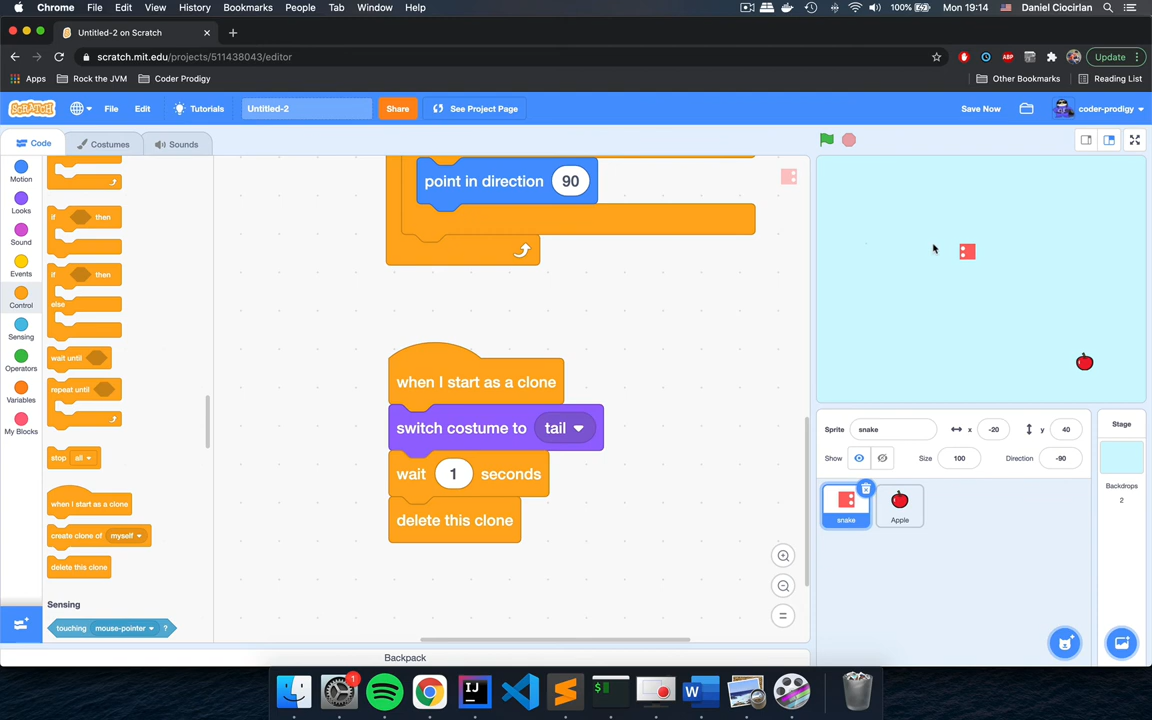 Chrome File Edit View History Bookmarks People Tab Window Help 100% Mon 19:14 Daniel Ciocirlan
Untitled-2 on Scratch
scratch.mit.edu/projects/511438043/editor ABP Update
Apps Rock the JVM Coder Prodigy Other Bookmarks Reading List
SCRATCH File Edit Tutorials Untitled-2 Share See Project Page Save Now coder-prodigy
Code Costumes Sounds
Motion
Looks
Sound
Events
Control
Sensing
Operators
Variables
My Blocks
if then
if then
else
wait until
repeat until
stop all
when I start as a clone
create clone of myself
delete this clone
Sensing
touching mouse-pointer ?
point in direction 90
when I start as a clone
switch costume to tail
wait 1 seconds
delete this clone
Backpack
Sprite snake x -20 y 40
Show Size 100 Direction -90
snake
Apple
Stage
Backdrops
2
1
W